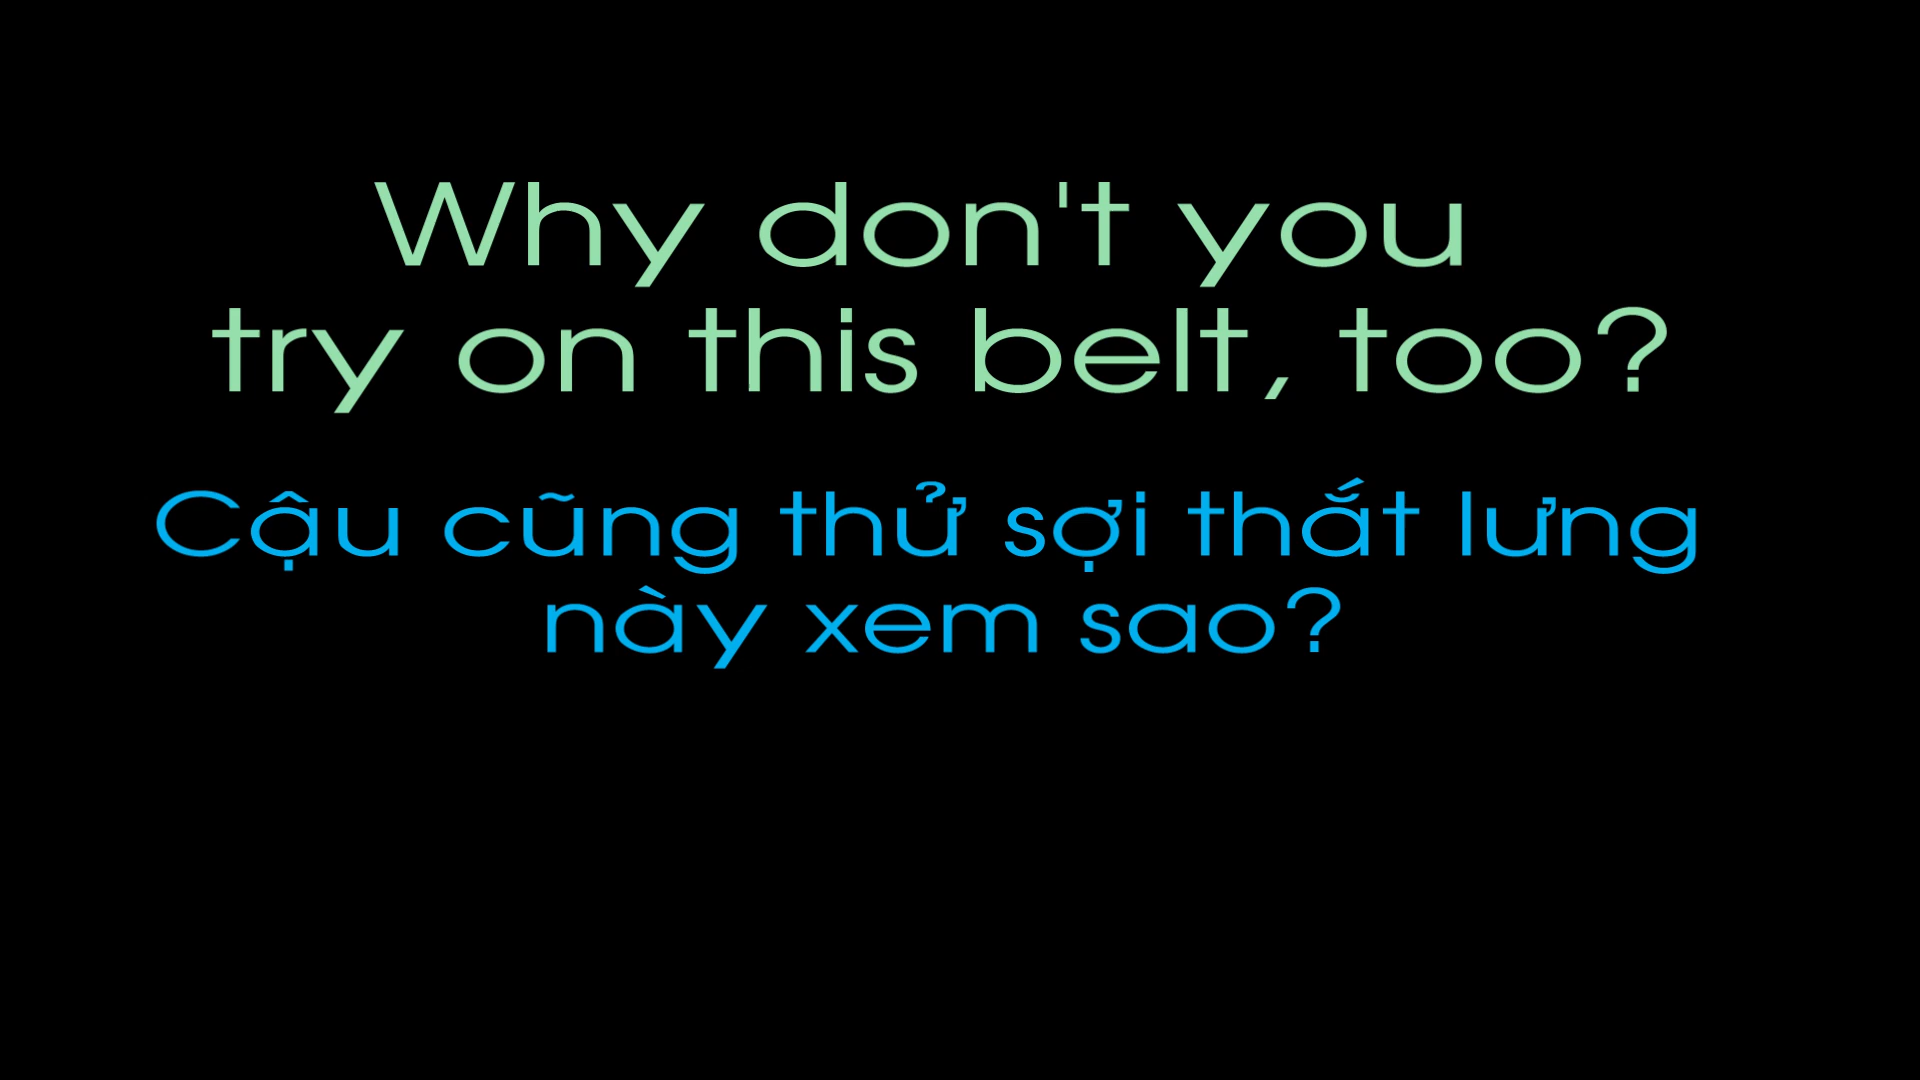 Why don't you
try on this belt, too?
Cậu cũng thử sợi thắt lưng
này xem sao?